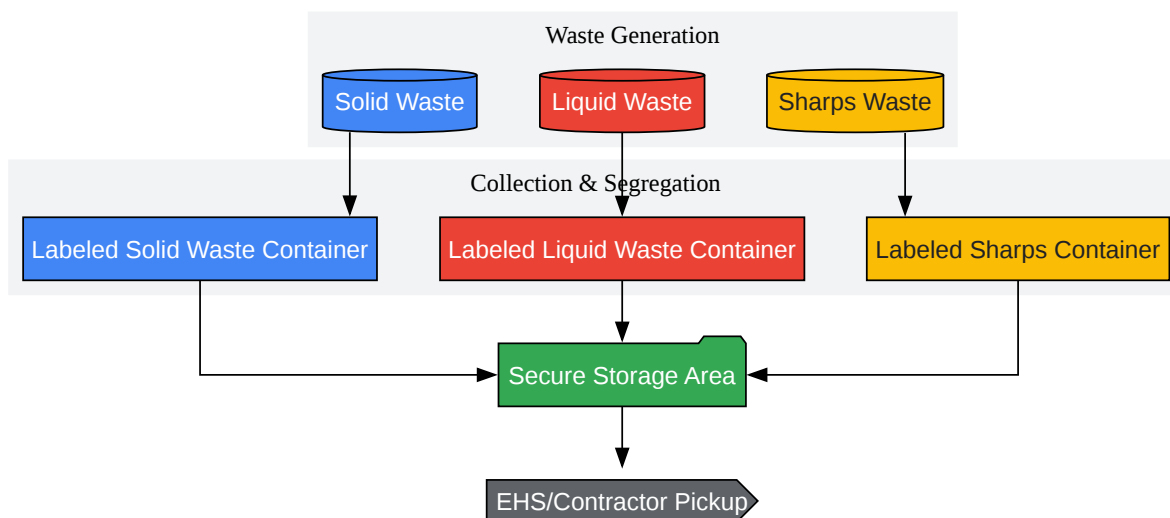 Waste Generation
Solid Waste
Liquid Waste
Sharps Waste
Collection & Segregation
Labeled Solid Waste Container
Labeled Liquid Waste Container
Labeled Sharps Container
Secure Storage Area
EHS/Contractor Pickup